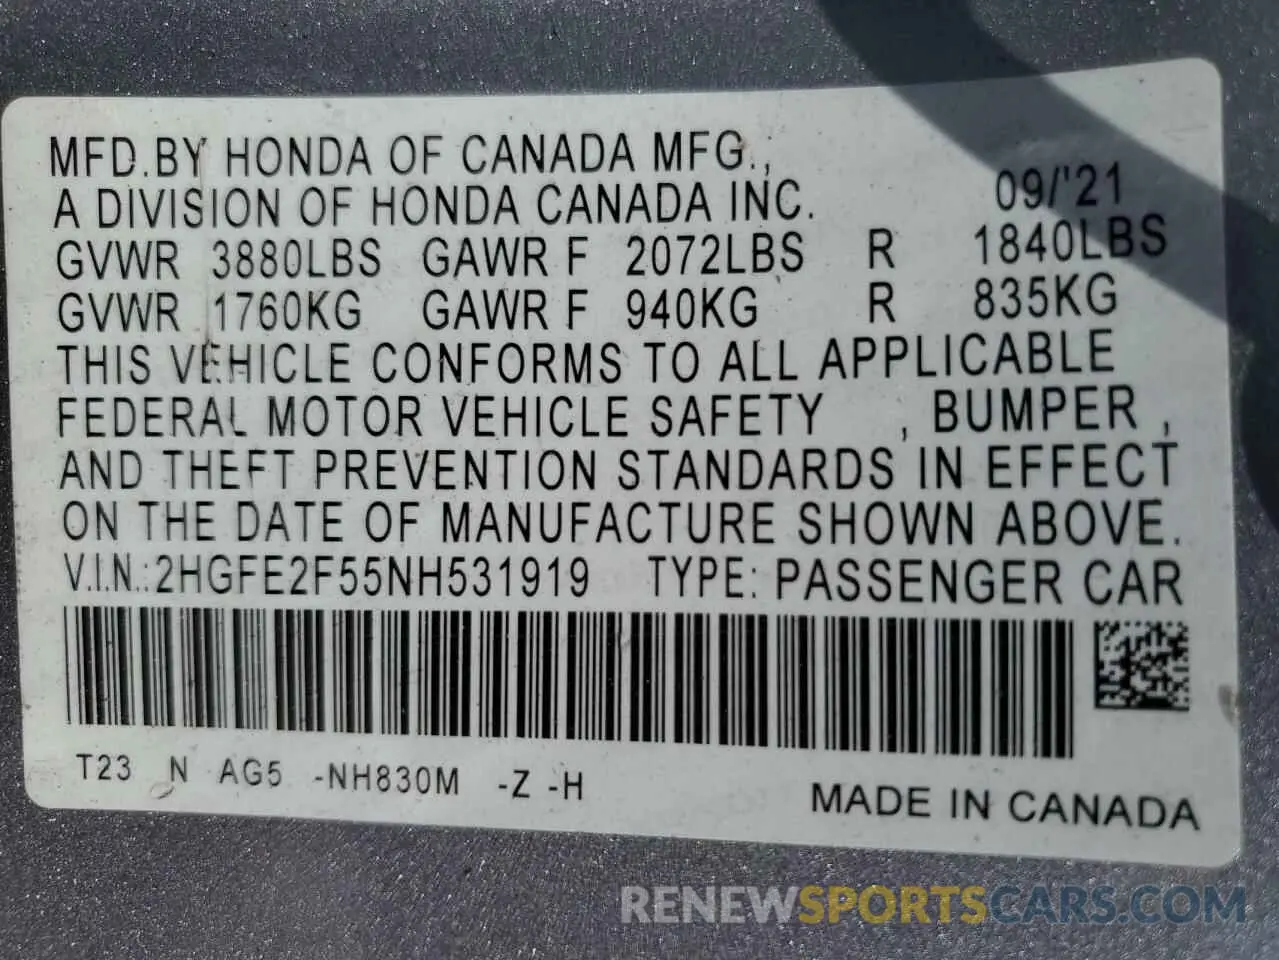 MFD.BY HONDA OF CANADA MFG.,
A DIVISION OF HONDA CANADA INC. 09/'21
GVWR 3880LBS GAWR F 2072LBS R 1840LBS
GVWR 1760KG GAWR F 940KG R 835KG
THIS VEHICLE CONFORMS TO ALL APPLICABLE
FEDERAL MOTOR VEHICLE SAFETY , BUMPER ,
AND THEFT PREVENTION STANDARDS IN EFFECT
ON THE DATE OF MANUFACTURE SHOWN ABOVE.
V.I.N.:2HGFE2F55NH531919 TYPE: PASSENGER CAR
T23 N AG5 -NH830M -Z -H
MADE IN CANADA
RENEWSPORTSCARS.COM